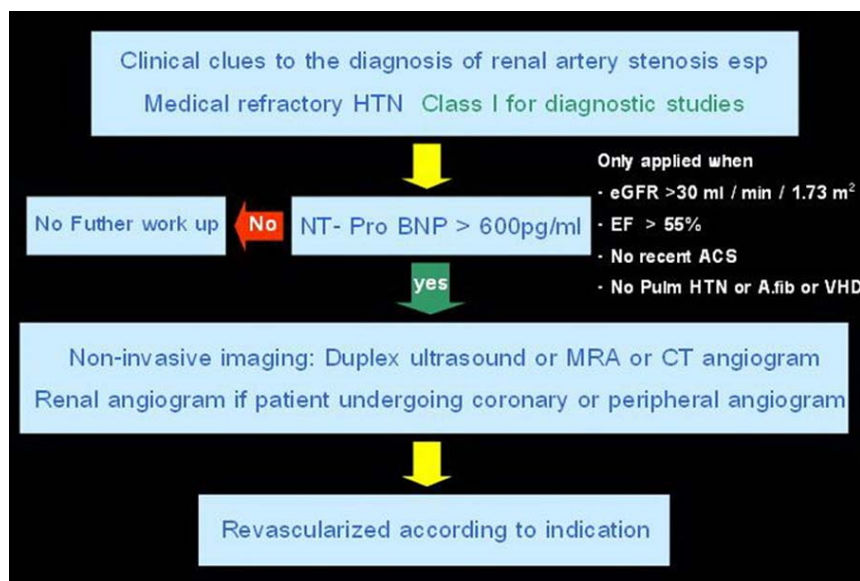 Clinical clues to the diagnosis of renal artery stenosis esp
Medical refractory HTN Class I for diagnostic studies
Only applied when
- eGFR >30 ml / min / 1.73 m²
- EF > 55%
- No recent ACS
- No Pulm HTN or A.fib or VHD
NT- Pro BNP > 600pg/ml
No
No Futher work up
yes
Non-invasive imaging: Duplex ultrasound or MRA or CT angiogram
Renal angiogram if patient undergoing coronary or peripheral angiogram
Revascularized according to indication